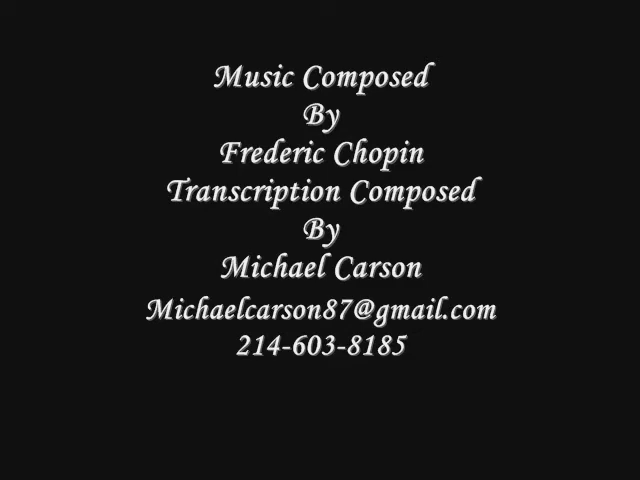 Music Composed
By
Frederic Chopin
Transcription Composed
By
Michael Carson
Michaelcarson87@gmail.com
214-603-8185